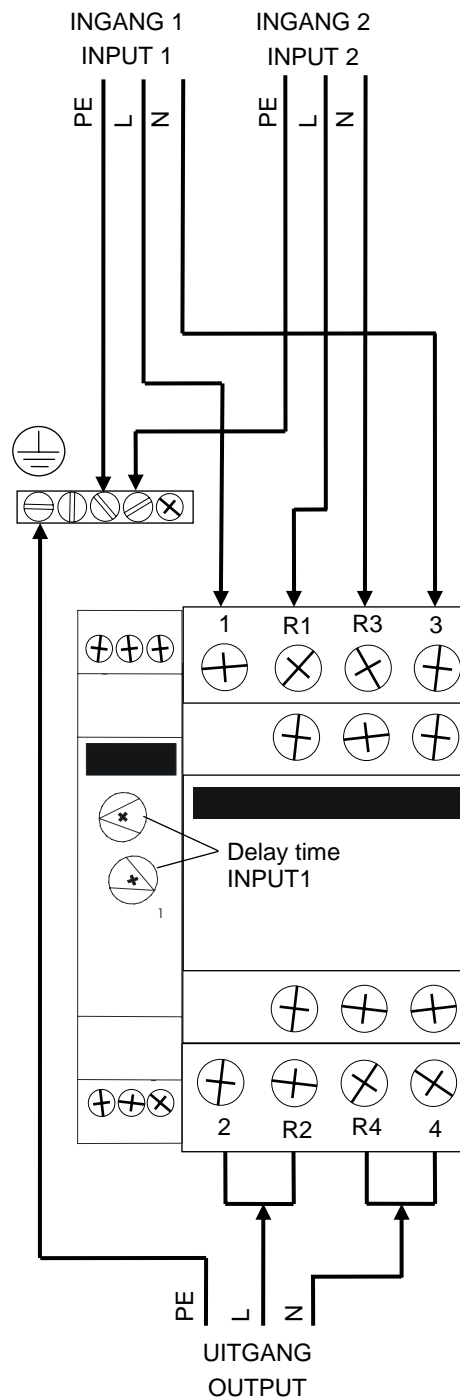 INGANG 1
INPUT 1
INGANG 2
INPUT 2
PE
L
N
PE
L
N
1
R1
R3
3
Delay time
INPUT1
1
2
R2
R4
4
PE
L
N
UITGANG
OUTPUT